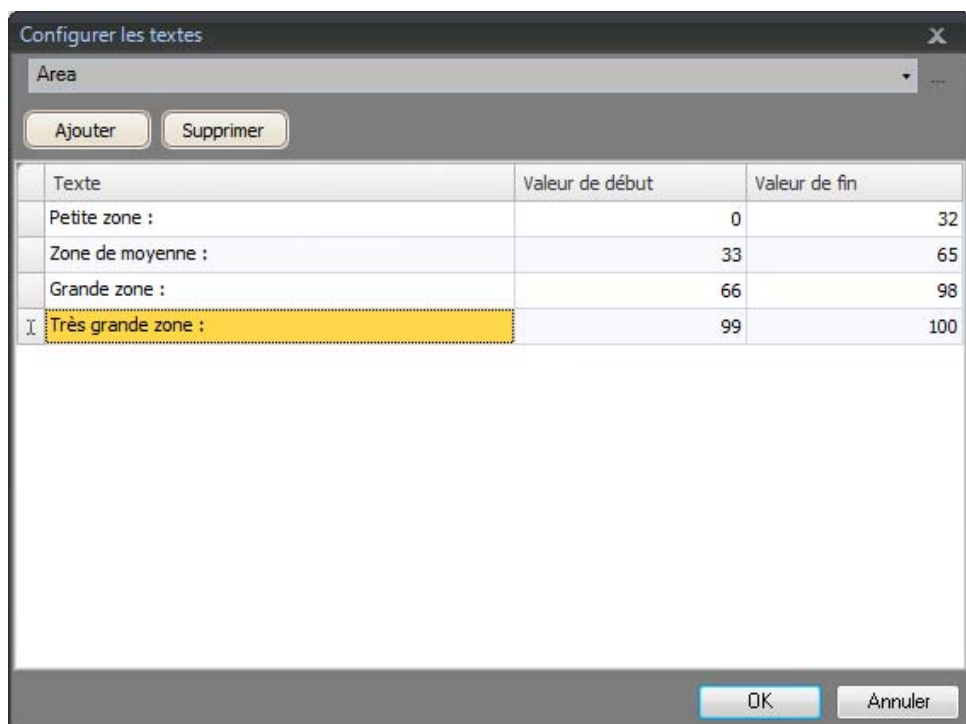 Configurer les textes
Area
Ajouter Supprimer
Texte Valeur de début Valeur de fin
Petite zone : 0 32
Zone de moyenne : 33 65
Grande zone : 66 98
Très grande zone : 99 100
OK Annuler